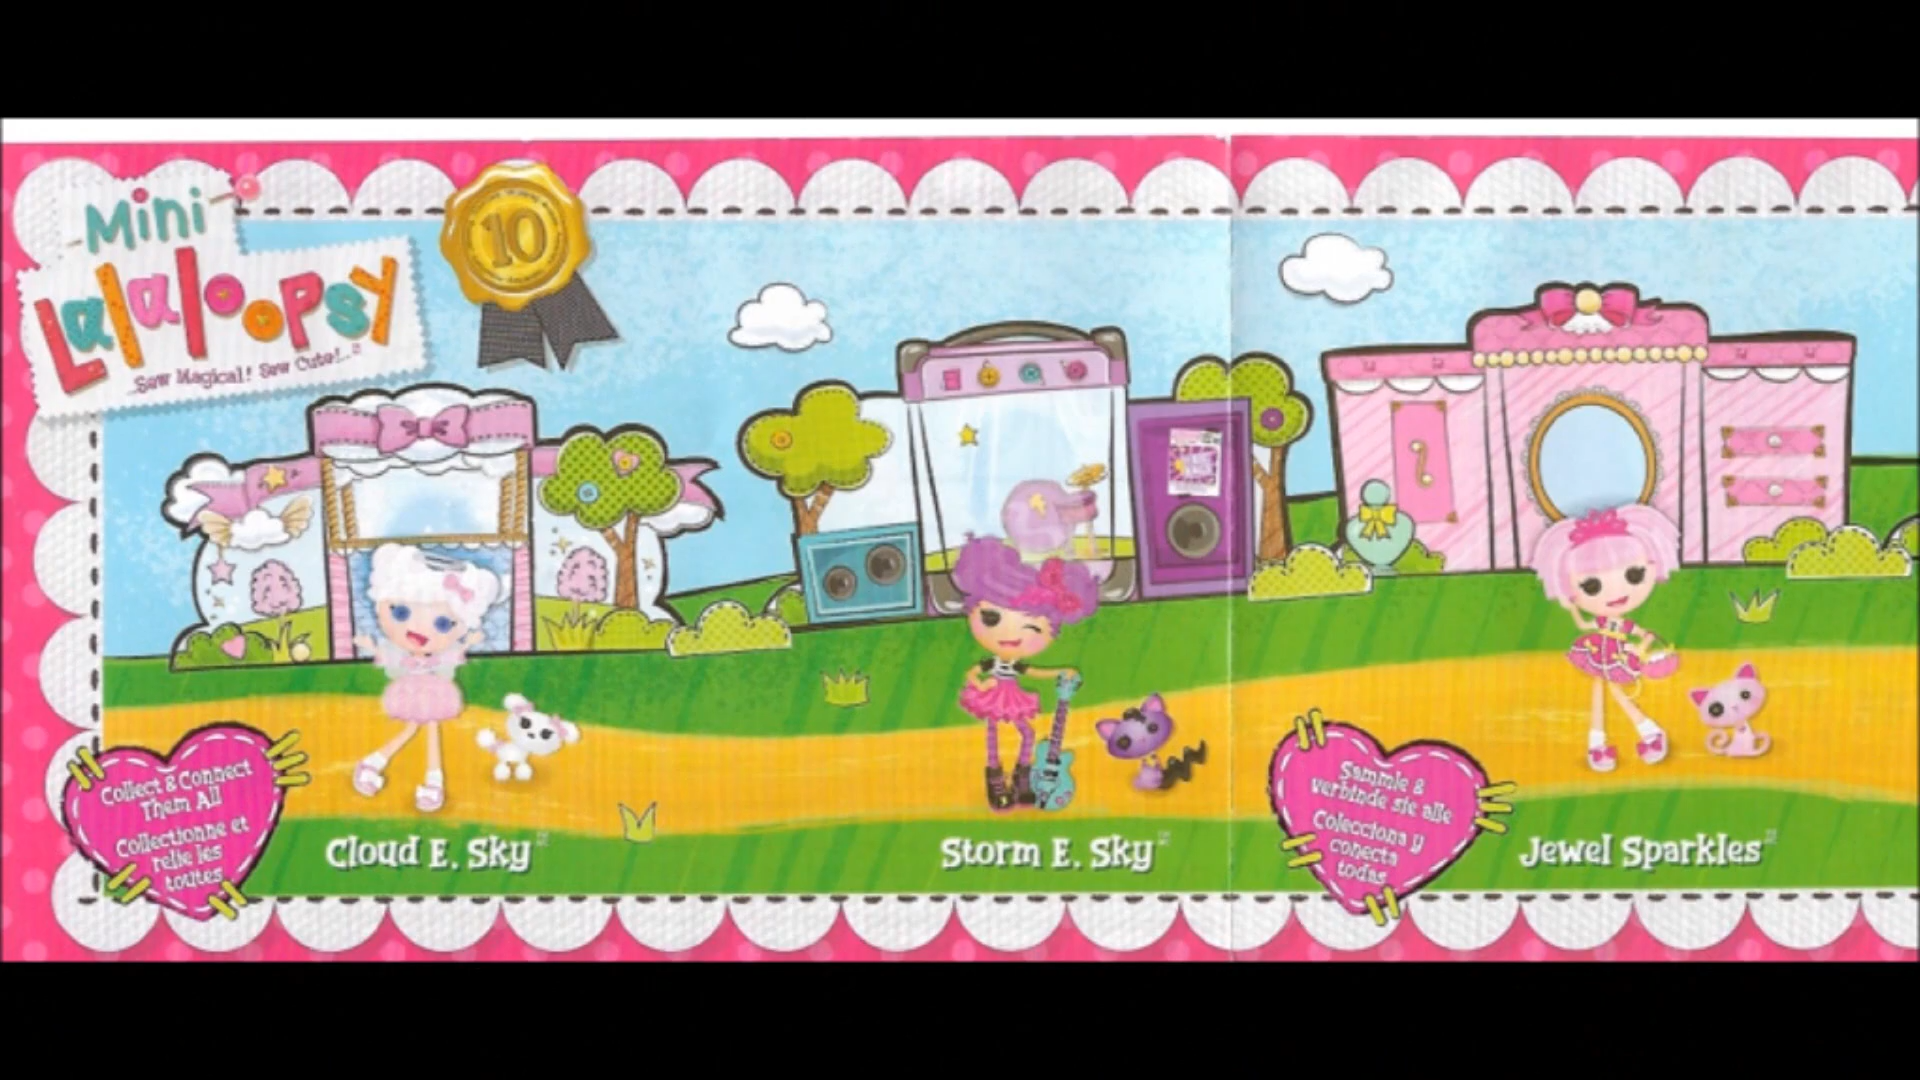 Mini
Lalaloopsy
Sew Magical! Sew Cute!...
10
Collect & Connect
Them All
Collectionne et
relie les
toutes
Cloud E. Sky
Storm E. Sky
Sammle &
verbinde sie alle
Colecciona y
conecta
todas
Jewel Sparkles